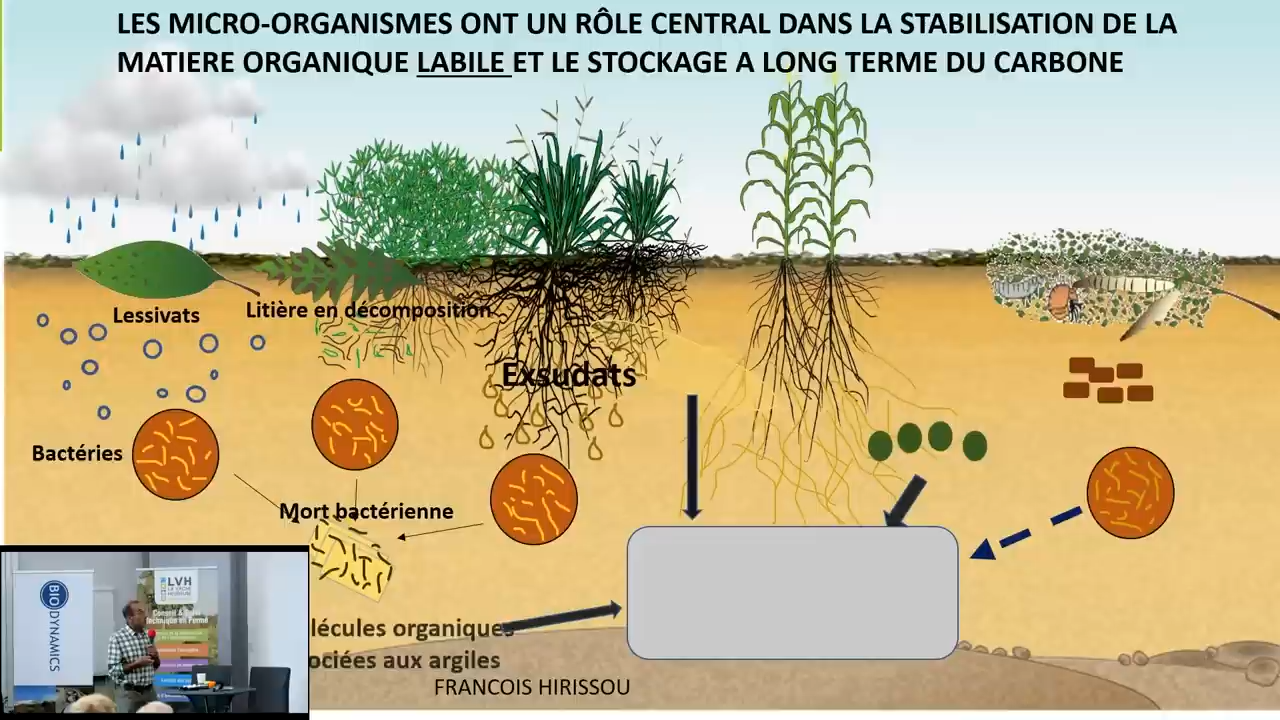 LES MICRO-ORGANISMES ONT UN RÔLE CENTRAL DANS LA STABILISATION DE LA
MATIERE ORGANIQUE LABILE ET LE STOCKAGE A LONG TERME DU CARBONE
Lessivats
Litière en décomposition
Exsudats
Bactéries
Mort bactérienne
lécules organiques
ociées aux argiles
FRANCOIS HIRISSOU
BIODYNAMICS
LVH